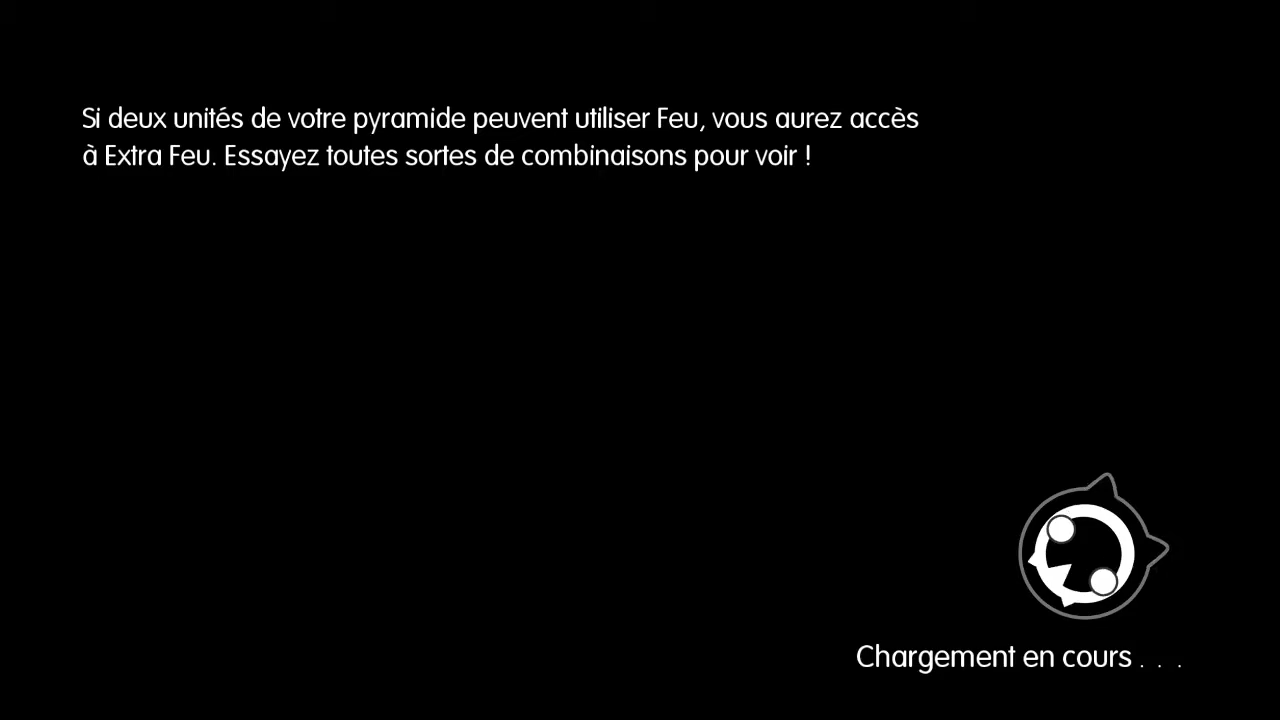 Si deux unités de votre pyramide peuvent utiliser Feu, vous aurez accès
à Extra Feu. Essayez toutes sortes de combinaisons pour voir !
Chargement en cours . . .